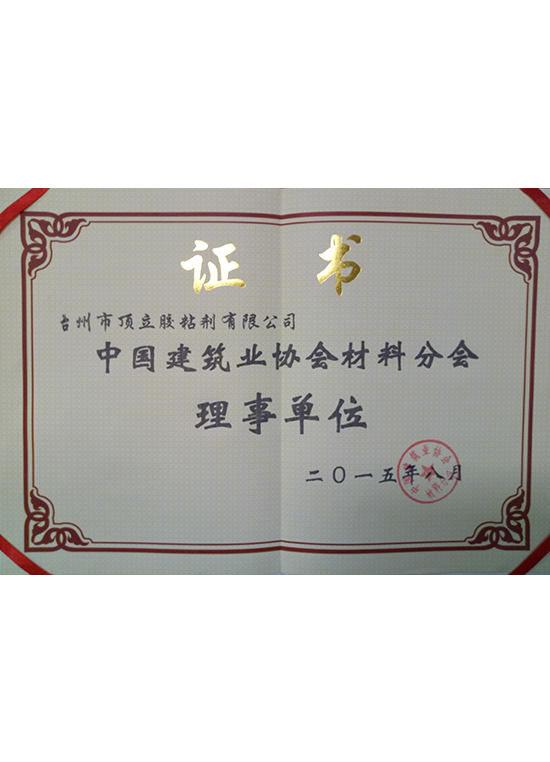 证 书
台州市顶立胶粘剂有限公司
中国建筑业协会材料分会
理事单位
二〇一五年八月